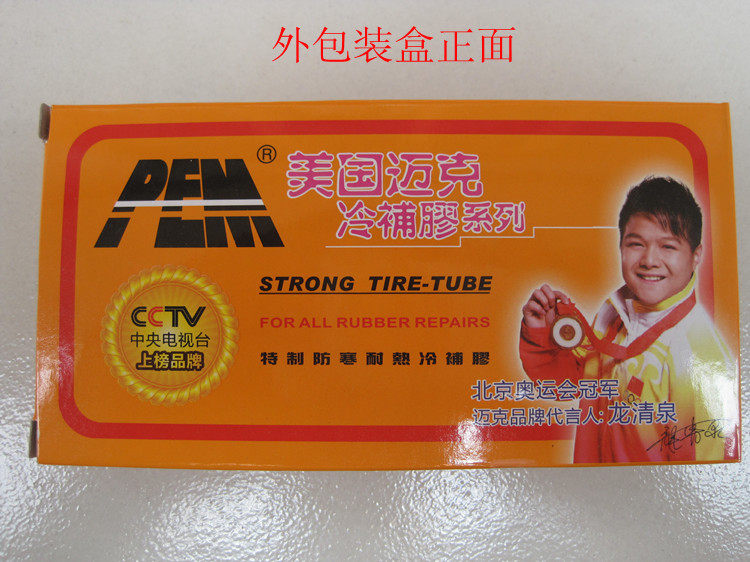 外包装盒正面
PEM ®
美国迈克
冷補膠系列
STRONG TIRE-TUBE
FOR ALL RUBBER REPAIRS
特制防寒耐熱冷補膠
CCTV
中央电视台
上榜品牌
北京奥运会冠军
迈克品牌代言人:龙清泉